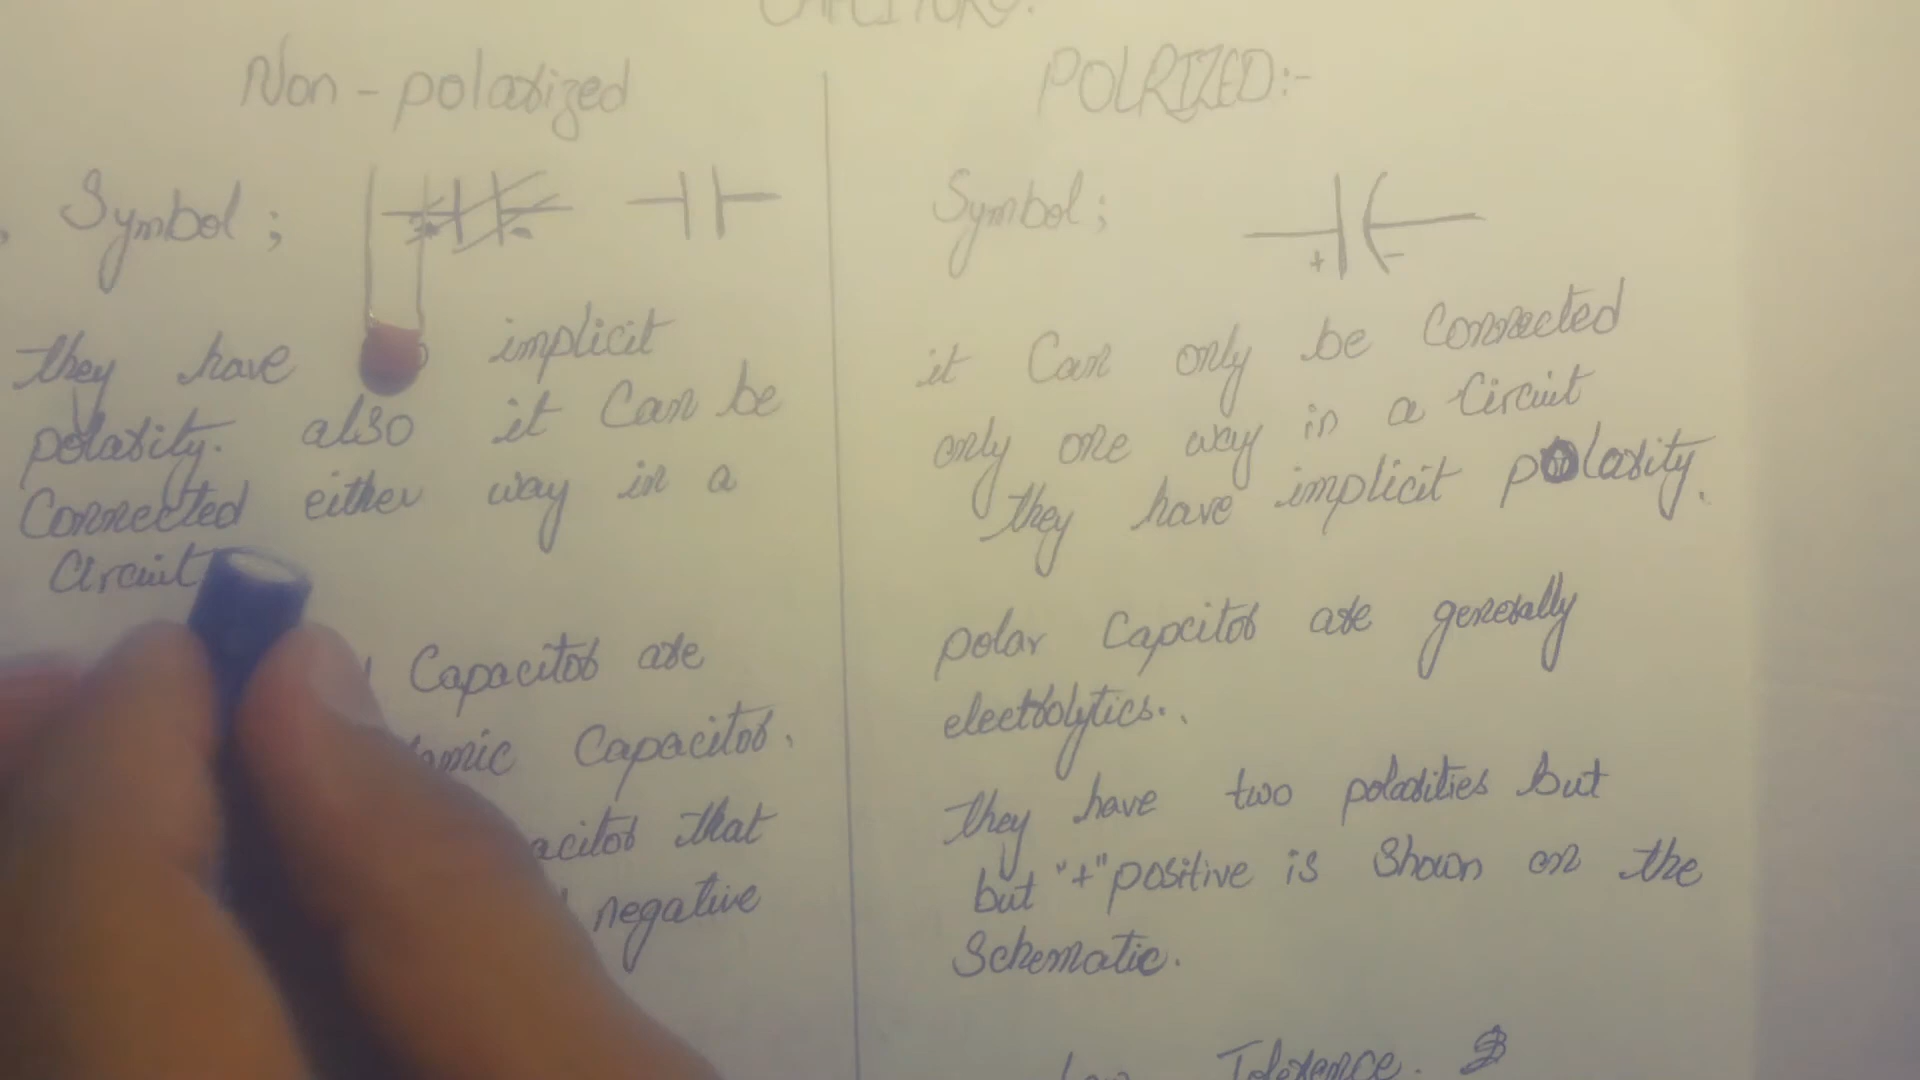 Non-polarized
Symbol;
they have implicit
polarity. also it Can be
Connected either way in a
Circuit
Capacitor are
Capacitor.
that
negative
POLRIZED:-
Symbol;
+ -
it Can only be Connected
only one way in a Circuit
they have implicit polarity.
polar Capcitor are generally
electrolytics..
they have two polarities but
but "+" positive is Shown on the
Schematic.
Tolerence.